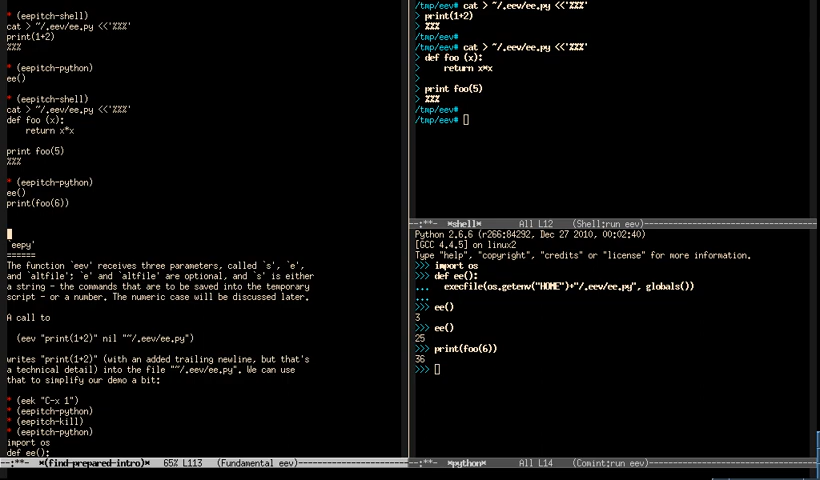 * (eepitch-shell)
cat > ~/.eev/ee.py <<'%%%'
print(1+2)
%%%
* (eepitch-python)
ee()
* (eepitch-shell)
cat > ~/.eev/ee.py <<'%%%'
def foo (x):
    return x*x
print foo(5)
%%%
* (eepitch-python)
ee()
print(foo(6))
`eepy'
======
The function `eev' receives three parameters, called `s', `e',
and `altfile'; `e' and `altfile' are optional, and `s' is either
a string - the commands that are to be saved into the temporary
script - or a number. The numeric case will be discussed later.
A call to
   (eev "print(1+2)" nil "~/.eev/ee.py")
writes "print(1+2)" (with an added trailing newline, but that's
a technical detail) into the file "~/.eev/ee.py". We can use
that to simplify our demo a bit:
* (eek "C-x 1")
* (eepitch-python)
* (eepitch-kill)
* (eepitch-python)
import os
def ee():
--:**-  *(find-prepared-intro)*   65% L113   (Fundamental eev)
/tmp/eev# cat > ~/.eev/ee.py <<'%%%'
> print(1+2)
> %%%
/tmp/eev# cat > ~/.eev/ee.py <<'%%%'
> def foo (x):
>     return x*x
>
> print foo(5)
> %%%
/tmp/eev#
/tmp/eev#
--:**-  *shell*        All L12    (Shell:run eev)
Python 2.6.6 (r266:84292, Dec 27 2010, 00:02:40)
[GCC 4.4.5] on linux2
Type "help", "copyright", "credits" or "license" for more information.
>>> import os
>>> def ee():
...   execfile(os.getenv("HOME")+"/.eev/ee.py", globals())
...
>>> ee()
3
>>> ee()
25
>>> print(foo(6))
36
>>>
--:**-  *python*       All L14    (Comint:run eev)